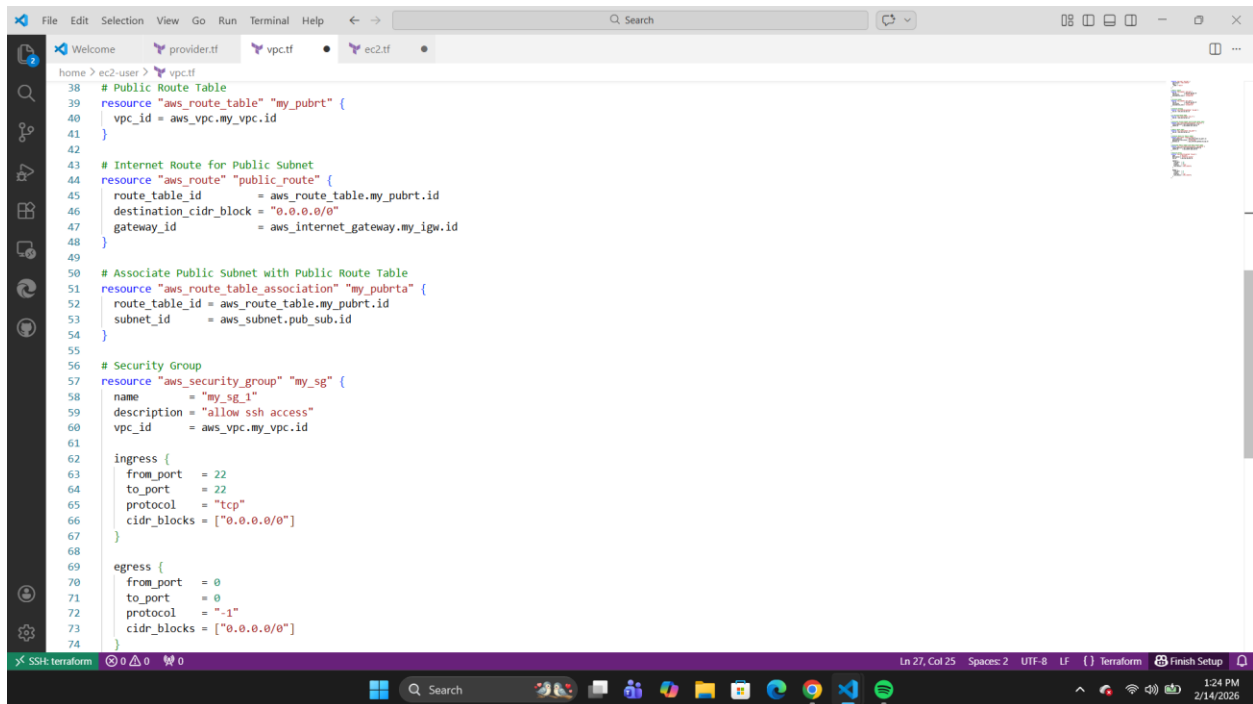 File Edit Selection View Go Run Terminal Help Search
Welcome provider.tf vpc.tf ec2.tf
2
home > ec2-user > vpc.tf
38 # Public Route Table
39 resource "aws_route_table" "my_pubrt" {
40 vpc_id = aws_vpc.my_vpc.id
41 }
42
43 # Internet Route for Public Subnet
44 resource "aws_route" "public_route" {
45 route_table_id = aws_route_table.my_pubrt.id
46 destination_cidr_block = "0.0.0.0/0"
47 gateway_id = aws_internet_gateway.my_igw.id
48 }
49
50 # Associate Public Subnet with Public Route Table
51 resource "aws_route_table_association" "my_pubrta" {
52 route_table_id = aws_route_table.my_pubrt.id
53 subnet_id = aws_subnet.pub_sub.id
54 }
55
56 # Security Group
57 resource "aws_security_group" "my_sg" {
58 name = "my_sg_1"
59 description = "allow ssh access"
60 vpc_id = aws_vpc.my_vpc.id
61
62 ingress {
63 from_port = 22
64 to_port = 22
65 protocol = "tcp"
66 cidr_blocks = ["0.0.0.0/0"]
67 }
68
69 egress {
70 from_port = 0
71 to_port = 0
72 protocol = "-1"
73 cidr_blocks = ["0.0.0.0/0"]
74 }
SSH: terraform 0 0 0 Ln 27, Col 25 Spaces: 2 UTF-8 LF {} Terraform Finish Setup
Search
1:24 PM
2/14/2026